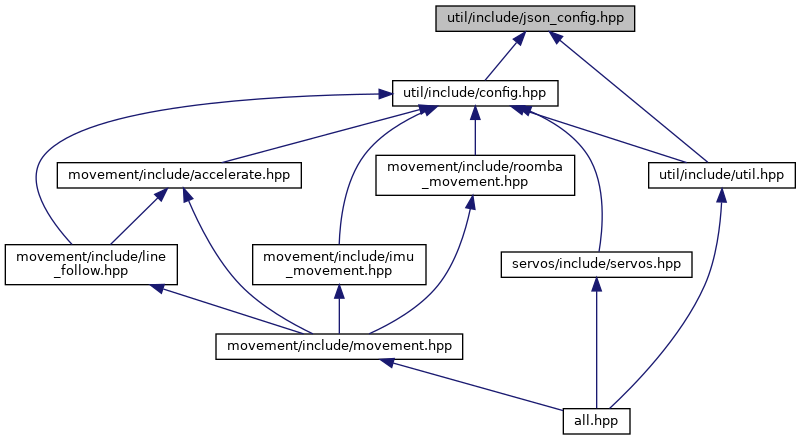 util/include/json_config.hpp
util/include/config.hpp
movement/include/accelerate.hpp
movement/include/roomba
_movement.hpp
util/include/util.hpp
movement/include/line
_follow.hpp
movement/include/imu
_movement.hpp
servos/include/servos.hpp
movement/include/movement.hpp
all.hpp